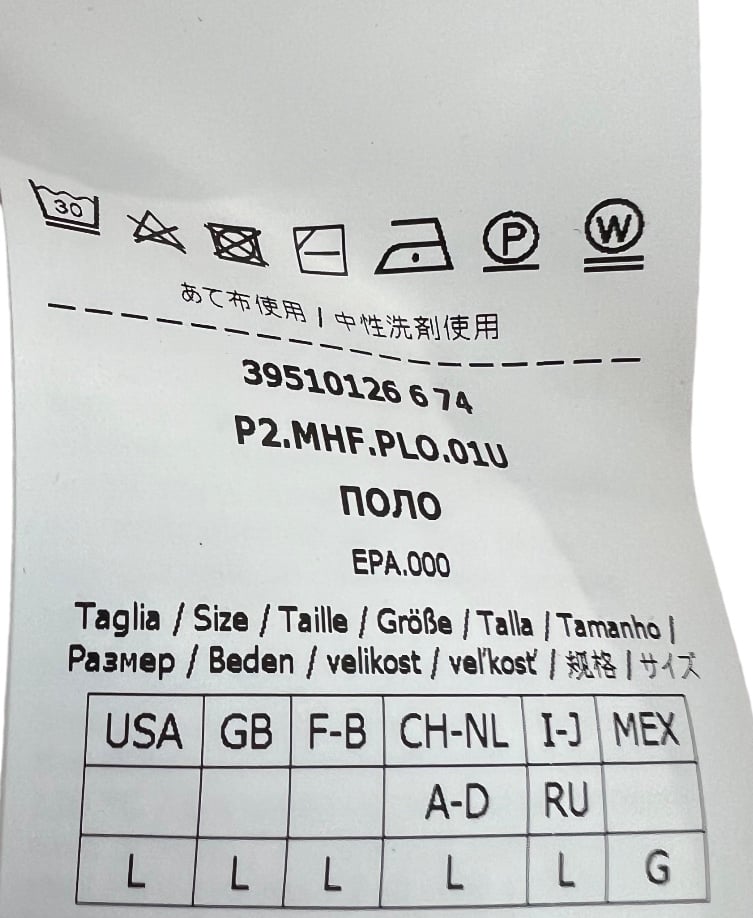 30
P W
あて布使用 / 中性洗剤使用
39510126 6 74
P2.MHF.PLO.01U
ПОЛО
EPA.000
Taglia / Size / Taille / Größe / Talla / Tamanho /
Размер / Beden / velikost / veľkosť / 规格 / サイズ
USA GB F-B CH-NL I-J MEX
A-D RU
L L L L L G